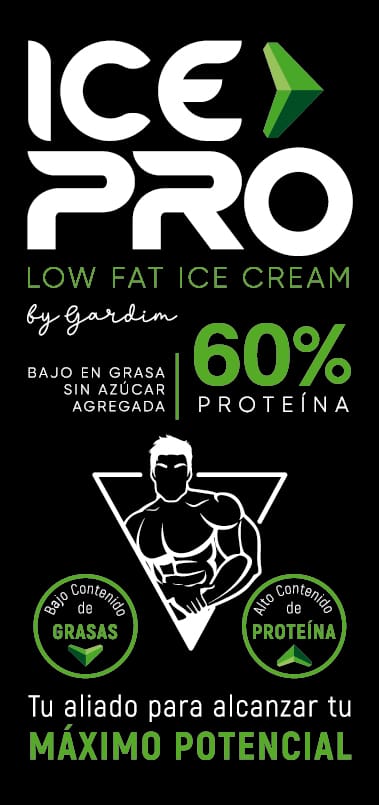 ICE
PRO
LOW FAT ICE CREAM
by Gardim
BAJO EN GRASA
SIN AZÚCAR
AGREGADA
60%
PROTEÍNA
Bajo Contenido
de
GRASAS
Alto Contenido
de
PROTEÍNA
Tu aliado para alcanzar tu
MÁXIMO POTENCIAL